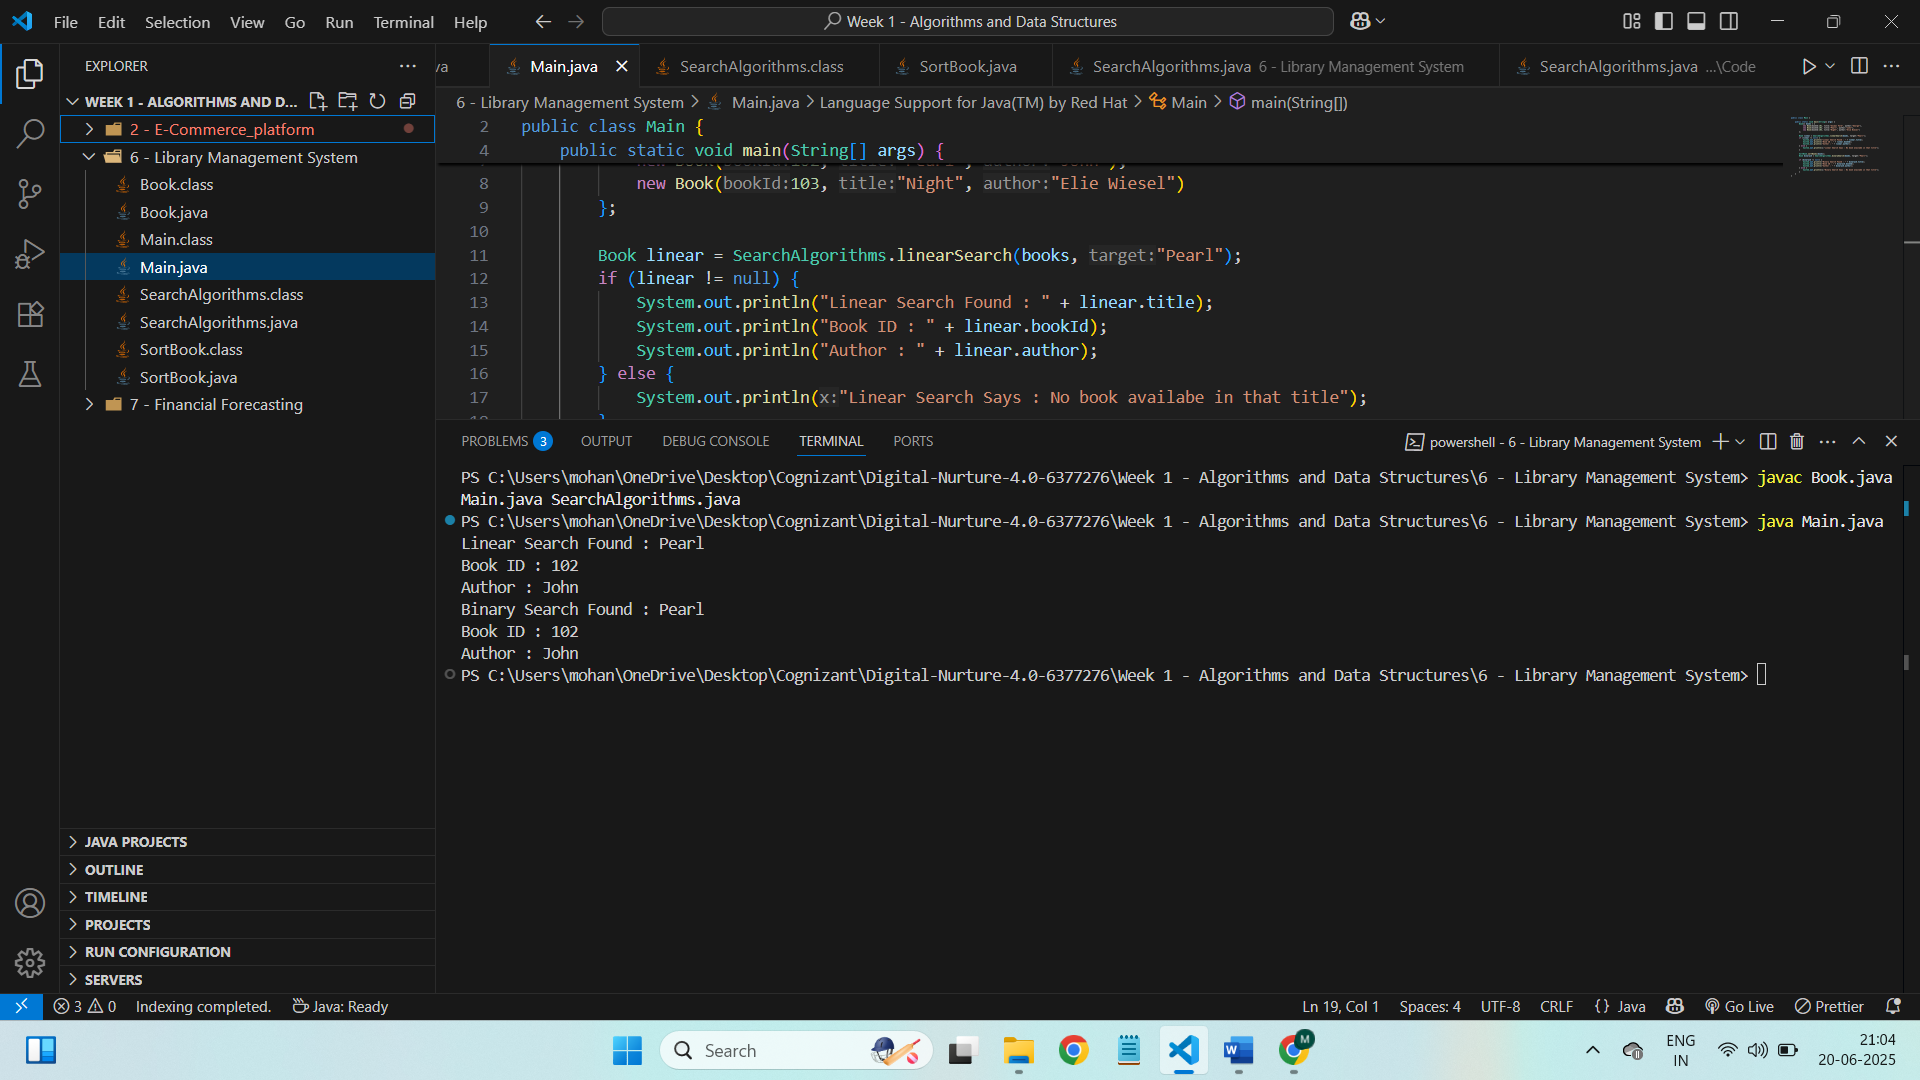 File Edit Selection View Go Run Terminal Help
Week 1 - Algorithms and Data Structures
EXPLORER
WEEK 1 - ALGORITHMS AND D...
2 - E-Commerce_platform
6 - Library Management System
Book.class
Book.java
Main.class
Main.java
SearchAlgorithms.class
SearchAlgorithms.java
SortBook.class
SortBook.java
7 - Financial Forecasting
JAVA PROJECTS
OUTLINE
TIMELINE
PROJECTS
RUN CONFIGURATION
SERVERS
va Main.java SearchAlgorithms.class SortBook.java SearchAlgorithms.java 6 - Library Management System SearchAlgorithms.java ...\Code
6 - Library Management System > Main.java > Language Support for Java(TM) by Red Hat > Main > main(String[])
2 public class Main {
4 public static void main(String[] args) {
8 new Book(bookId:103, title:"Night", author:"Elie Wiesel")
9 };
10
11 Book linear = SearchAlgorithms.linearSearch(books, target:"Pearl");
12 if (linear != null) {
13 System.out.println("Linear Search Found : " + linear.title);
14 System.out.println("Book ID : " + linear.bookId);
15 System.out.println("Author : " + linear.author);
16 } else {
17 System.out.println(x:"Linear Search Says : No book availabe in that title");
PROBLEMS 3 OUTPUT DEBUG CONSOLE TERMINAL PORTS
powershell - 6 - Library Management System
PS C:\Users\mohan\OneDrive\Desktop\Cognizant\Digital-Nurture-4.0-6377276\Week 1 - Algorithms and Data Structures\6 - Library Management System> javac Book.java
Main.java SearchAlgorithms.java
PS C:\Users\mohan\OneDrive\Desktop\Cognizant\Digital-Nurture-4.0-6377276\Week 1 - Algorithms and Data Structures\6 - Library Management System> java Main.java
Linear Search Found : Pearl
Book ID : 102
Author : John
Binary Search Found : Pearl
Book ID : 102
Author : John
PS C:\Users\mohan\OneDrive\Desktop\Cognizant\Digital-Nurture-4.0-6377276\Week 1 - Algorithms and Data Structures\6 - Library Management System>
3 0 Indexing completed. Java: Ready
Ln 19, Col 1 Spaces: 4 UTF-8 CRLF {} Java Go Live Prettier
Search
M
W
ENG
IN
21:04
20-06-2025